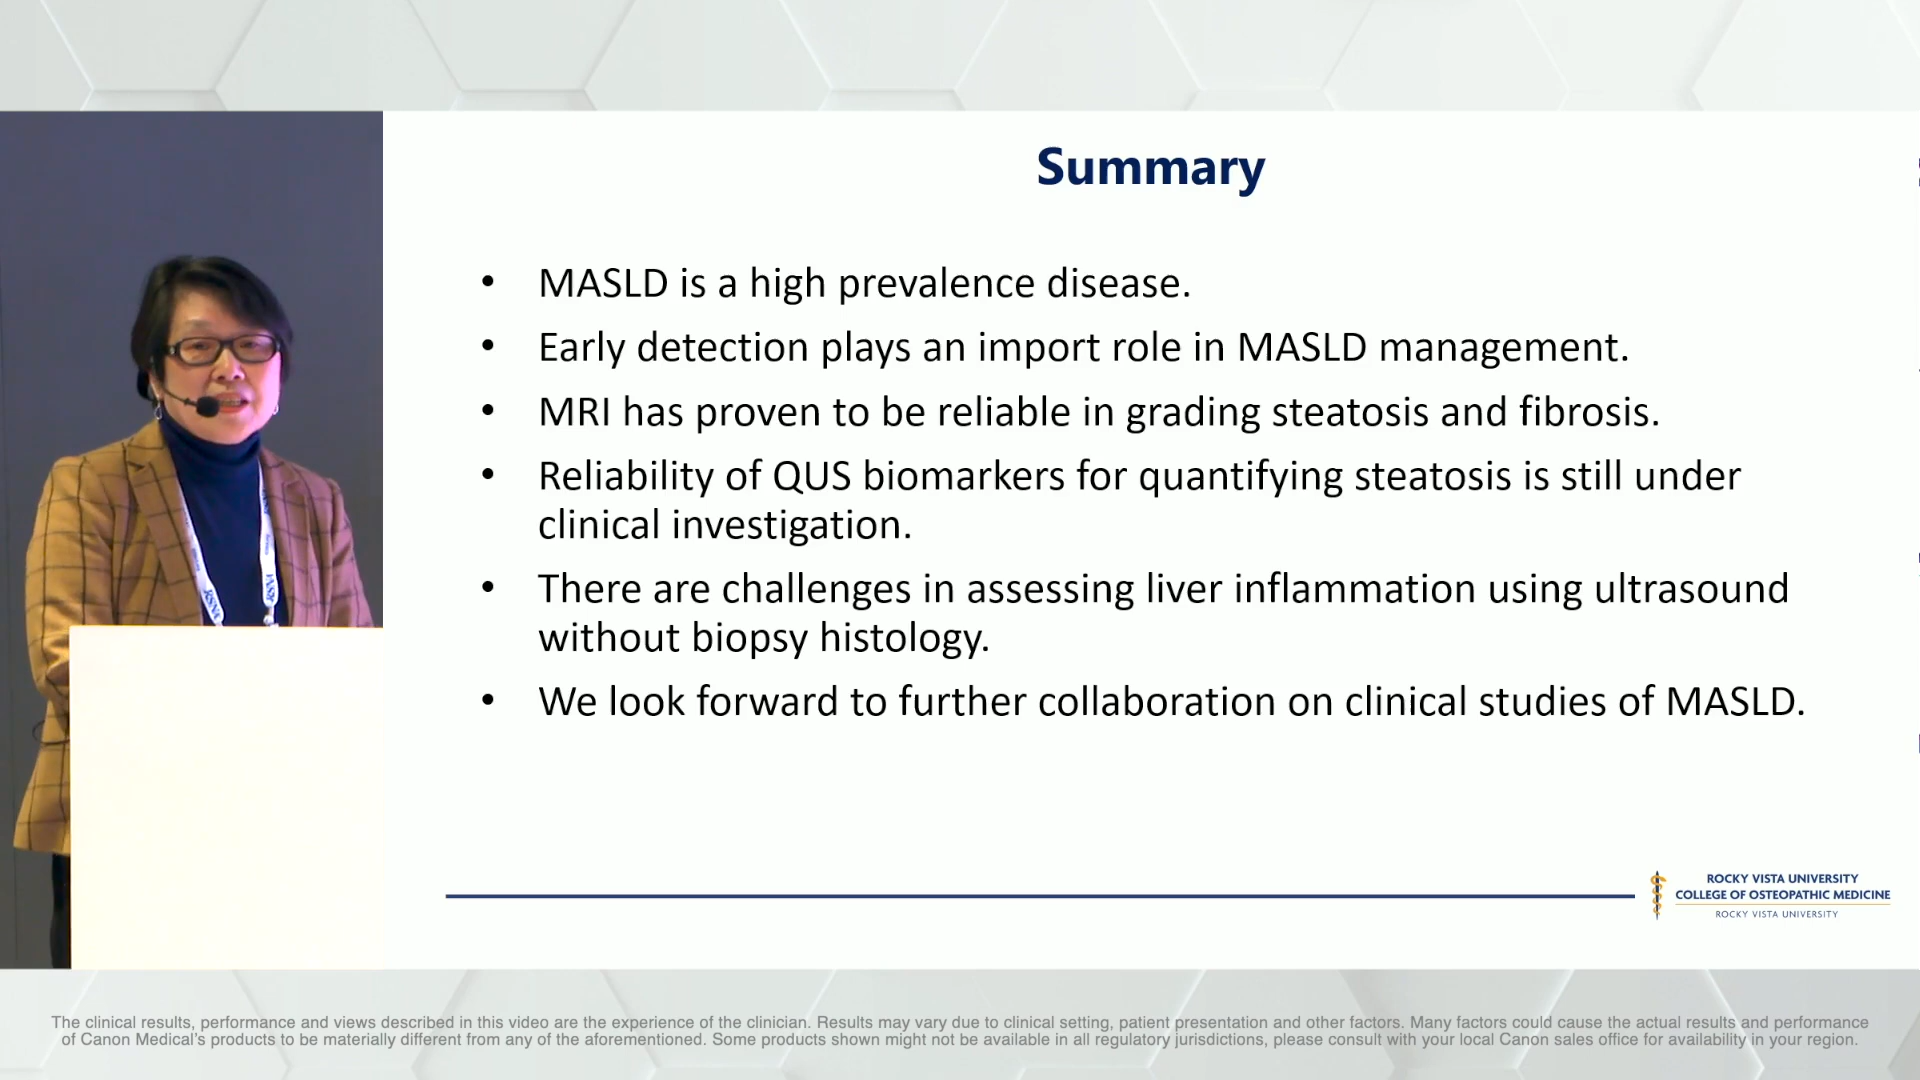 Summary
• MASLD is a high prevalence disease.
• Early detection plays an import role in MASLD management.
• MRI has proven to be reliable in grading steatosis and fibrosis.
• Reliability of QUS biomarkers for quantifying steatosis is still under
clinical investigation.
• There are challenges in assessing liver inflammation using ultrasound
without biopsy histology.
• We look forward to further collaboration on clinical studies of MASLD.
RSNA
RSNA
ROCKY VISTA UNIVERSITY
COLLEGE OF OSTEOPATHIC MEDICINE
ROCKY VISTA UNIVERSITY
The clinical results, performance and views described in this video are the experience of the clinician. Results may vary due to clinical setting, patient presentation and other factors. Many factors could cause the actual results and performance
of Canon Medical's products to be materially different from any of the aforementioned. Some products shown might not be available in all regulatory jurisdictions, please consult with your local Canon sales office for availability in your region.